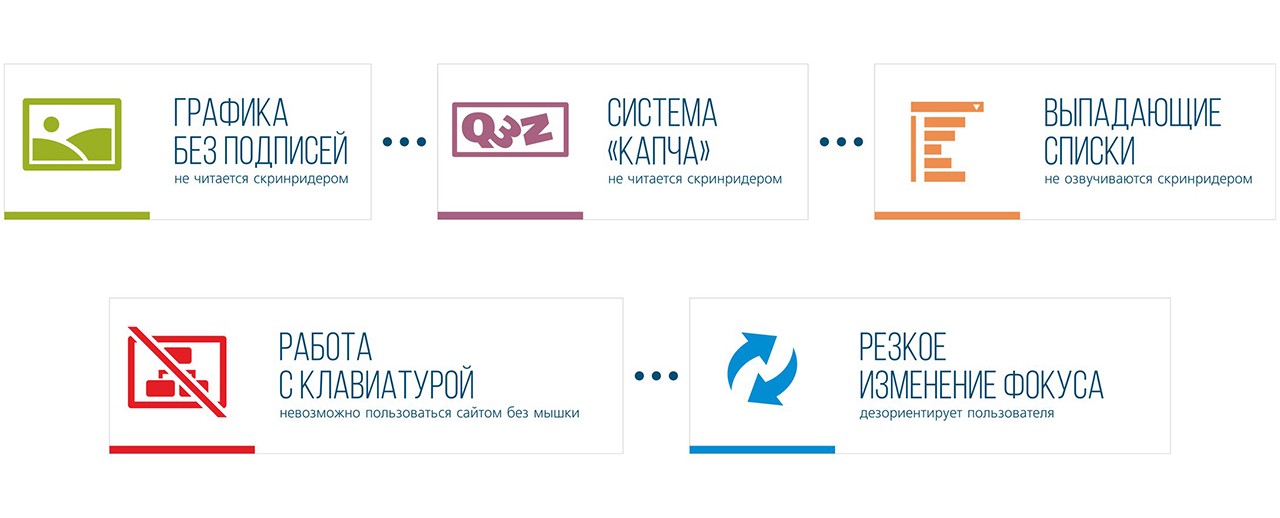 ГРАФИКА
БЕЗ ПОДПИСЕЙ
не читается скринридером
Q3Z
СИСТЕМА
«КАПЧА»
не читается скринридером
ВЫПАДАЮЩИЕ
СПИСКИ
не озвучиваются скринридером
РАБОТА
С КЛАВИАТУРОЙ
невозможно пользоваться сайтом без мышки
РЕЗКОЕ
ИЗМЕНЕНИЕ ФОКУСА
дезориентирует пользователя